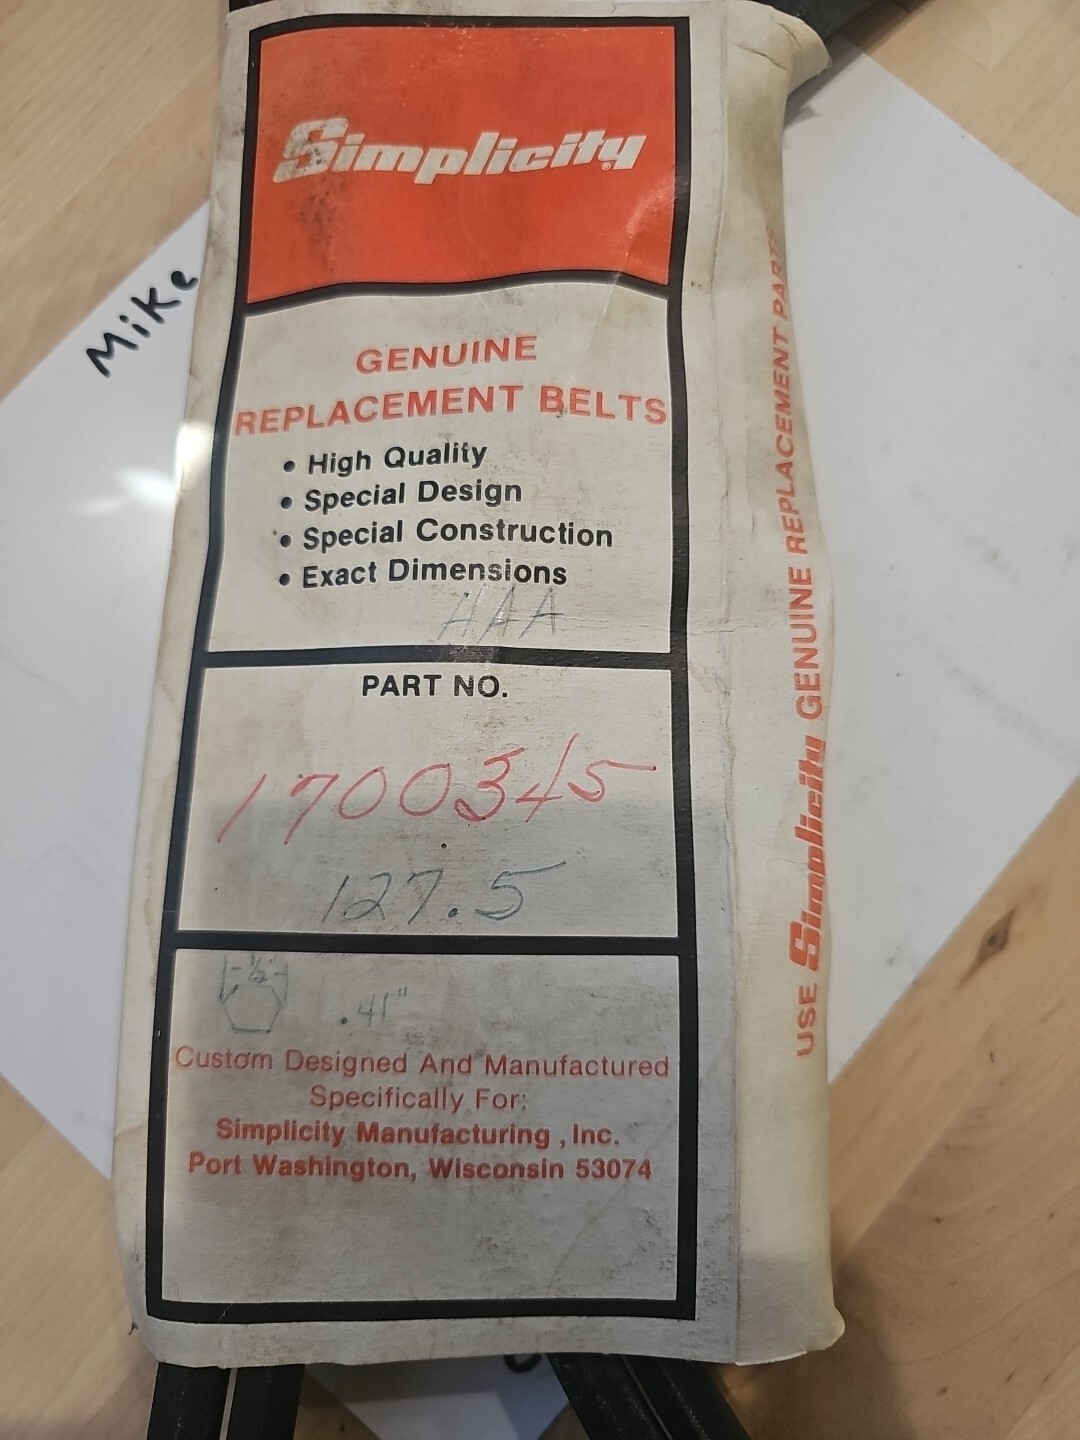 Simplicity®
Mike
GENUINE
REPLACEMENT BELTS
• High Quality
• Special Design
• Special Construction
• Exact Dimensions
HAA
PART NO.
1700345
127.5
1/2"
.41"
Custom Designed And Manufactured
Specifically For:
Simplicity Manufacturing, Inc.
Port Washington, Wisconsin 53074
USE Simplicity GENUINE REPLACEMENT PARTS